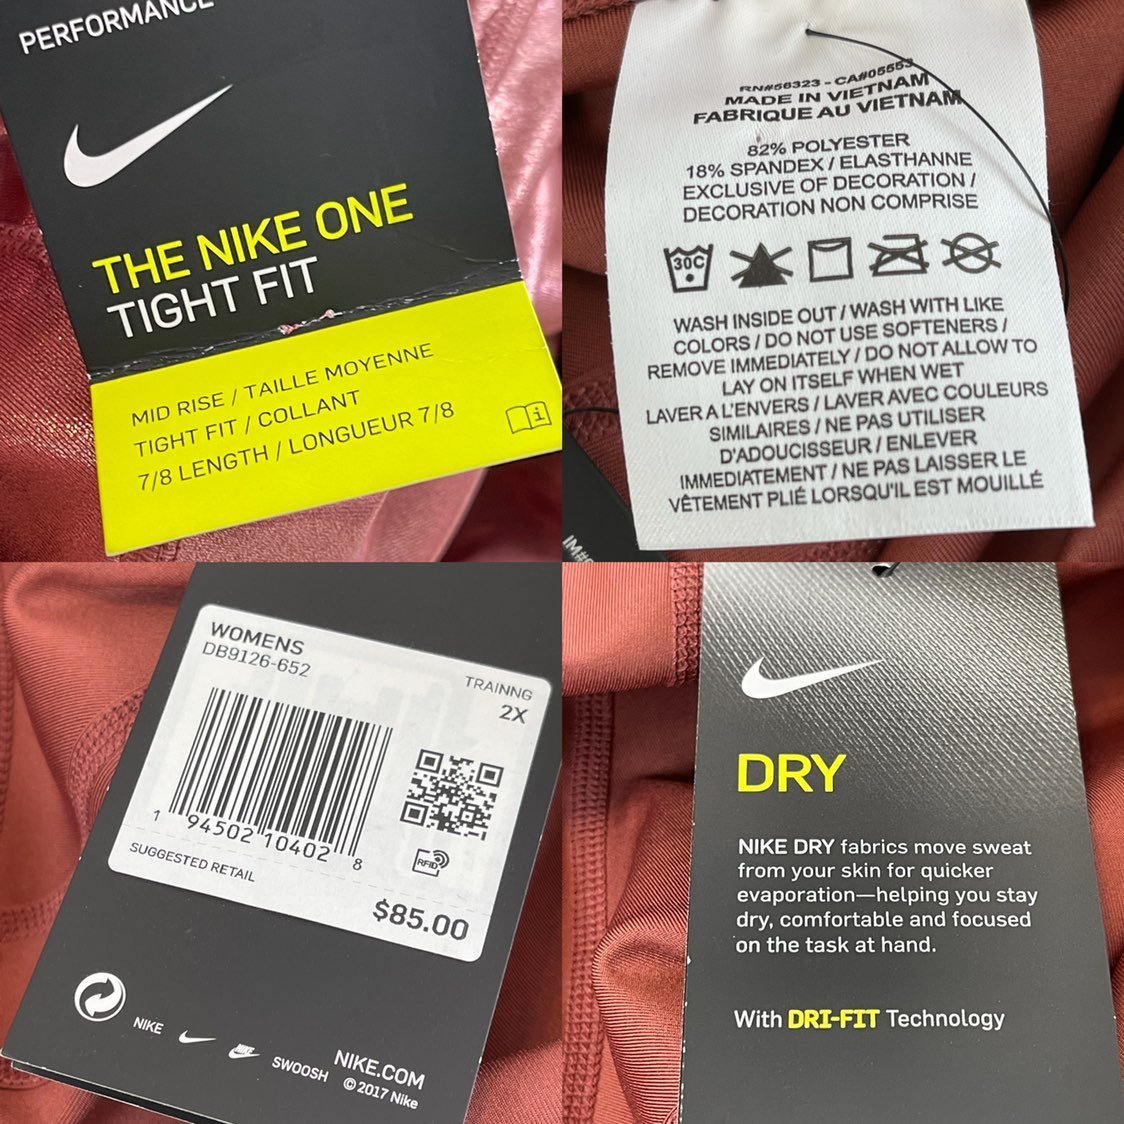 PERFORMANCE
THE NIKE ONE
TIGHT FIT
MID RISE / TAILLE MOYENNE
TIGHT FIT / COLLANT
7/8 LENGTH / LONGUEUR 7/8
RN#56323 - CA#05553
MADE IN VIETNAM
FABRIQUE AU VIETNAM
82% POLYESTER
18% SPANDEX / ELASTHANNE
EXCLUSIVE OF DECORATION /
DECORATION NON COMPRISE
30C
WASH INSIDE OUT / WASH WITH LIKE
COLORS / DO NOT USE SOFTENERS /
REMOVE IMMEDIATELY / DO NOT ALLOW TO
LAY ON ITSELF WHEN WET
LAVER A L'ENVERS / LAVER AVEC COULEURS
SIMILAIRES / NE PAS UTILISER
D'ADOUCISSEUR / ENLEVER
IMMEDIATEMENT / NE PAS LAISSER LE
VÊTEMENT PLIÉ LORSQU'IL EST MOUILLÉ
WOMENS
DB9126-652
TRAINNG
2X
1 94502 10402 8
RFID
SUGGESTED RETAIL
$85.00
NIKE
NIKE
SWOOSH
NIKE.COM
© 2017 Nike
DRY
NIKE DRY fabrics move sweat
from your skin for quicker
evaporation—helping you stay
dry, comfortable and focused
on the task at hand.
With DRI-FIT Technology